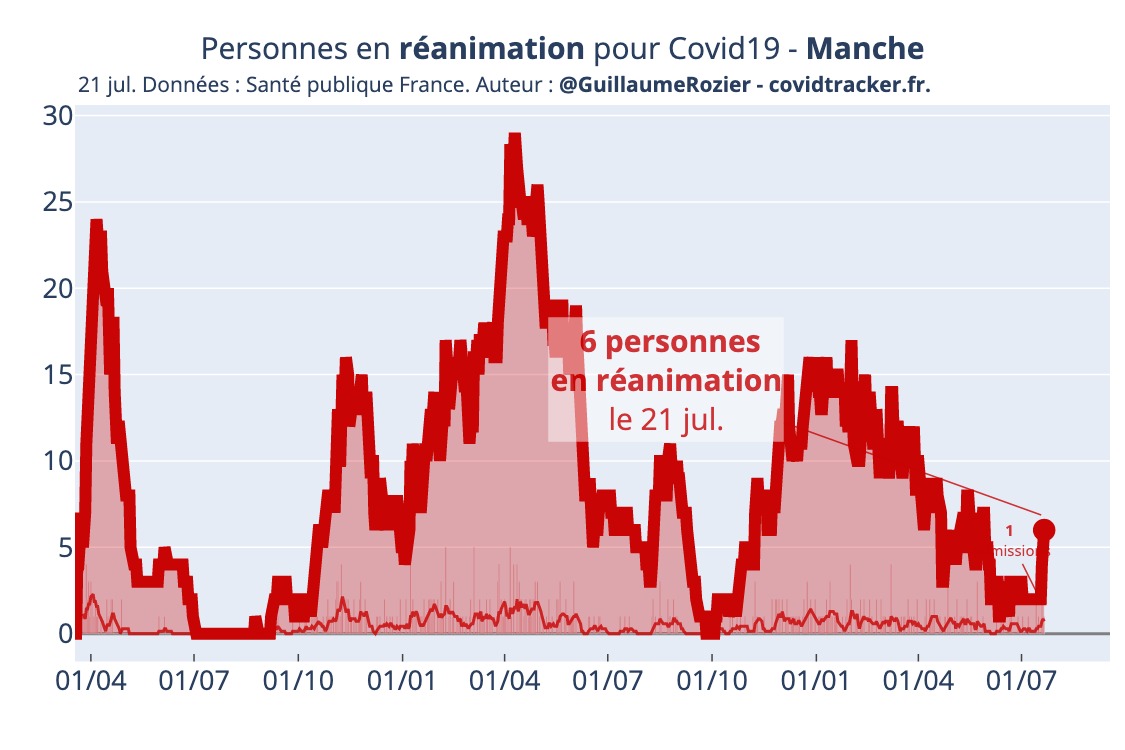 Personnes en réanimation pour Covid19 - Manche
21 jul. Données : Santé publique France. Auteur : @GuillaumeRozier - covidtracker.fr.
30
25
20
15
10
5
0
6 personnes
en réanimation
le 21 jul.
1
01/04 01/07 01/10 01/01 01/04 01/07 01/10 01/01 01/04 01/07